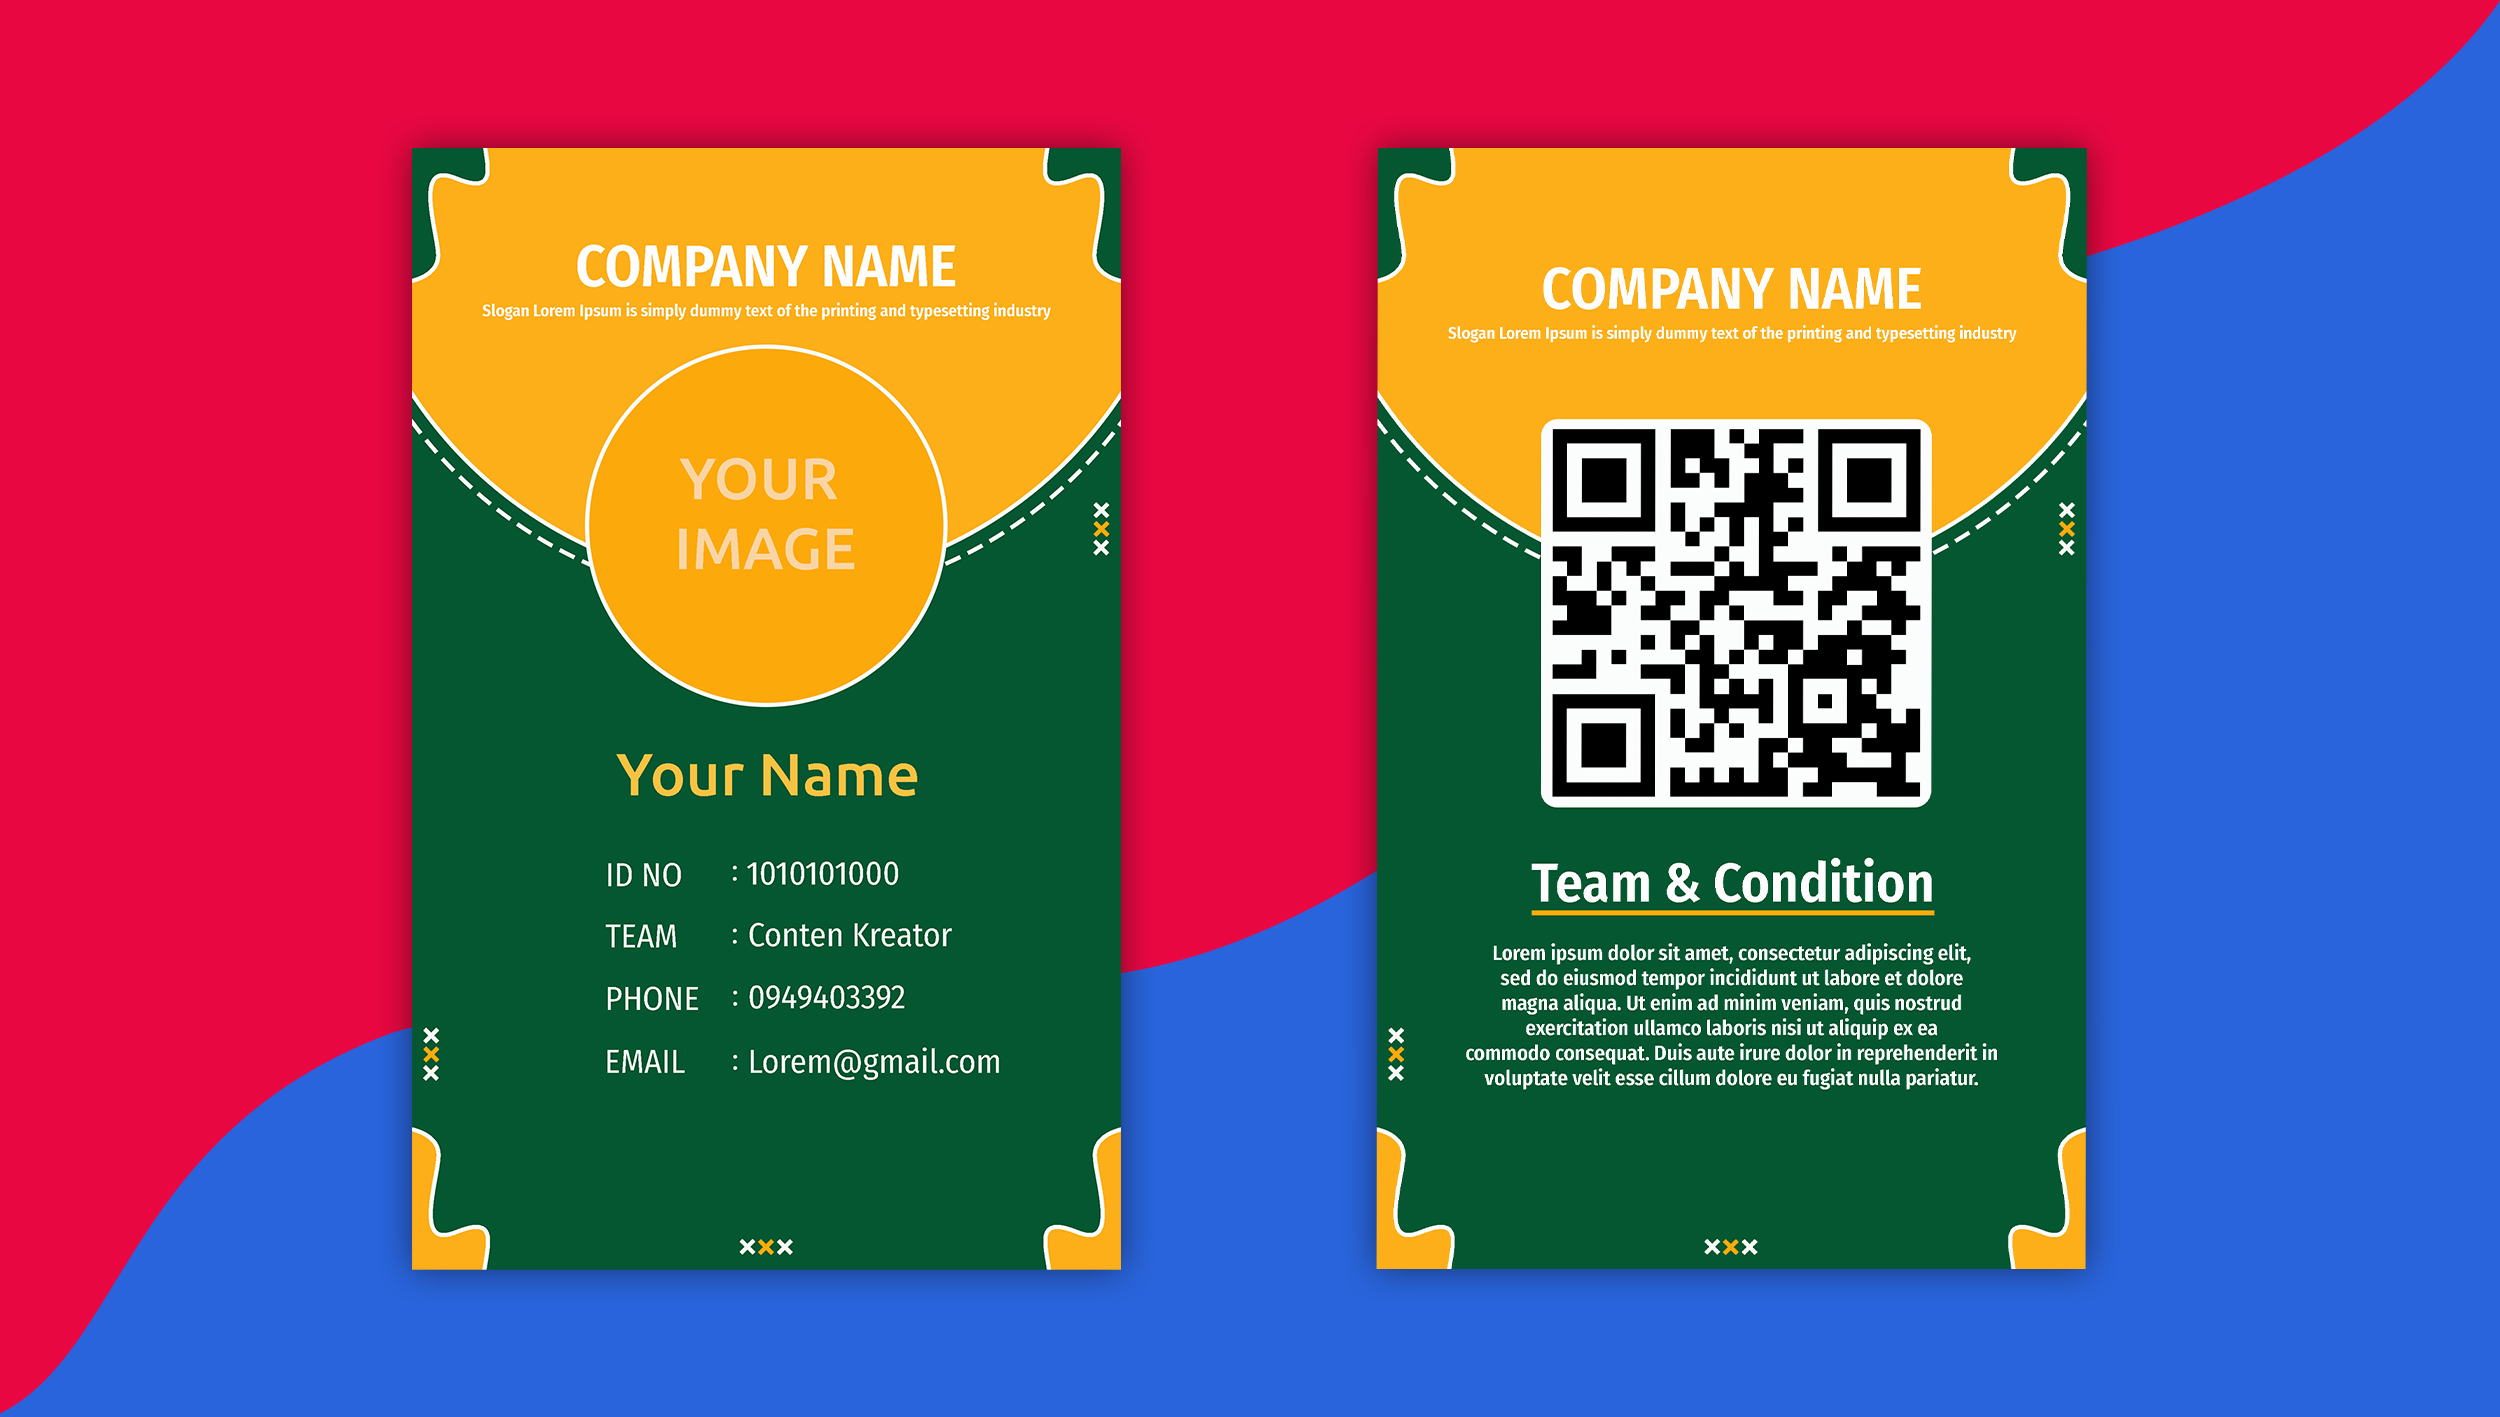 COMPANY NAME
Slogan Lorem Ipsum is simply dummy text of the printing and typesetting industry
YOUR
IMAGE
Your Name
ID NO : 1010101000
TEAM : Conten Kreator
PHONE : 0949403392
EMAIL : Lorem@gmail.com
COMPANY NAME
Slogan Lorem Ipsum is simply dummy text of the printing and typesetting industry
Team & Condition
Lorem ipsum dolor sit amet, consectetur adipiscing elit,
sed do eiusmod tempor incididunt ut labore et dolore
magna aliqua. Ut enim ad minim veniam, quis nostrud
exercitation ullamco laboris nisi ut aliquip ex ea
commodo consequat. Duis aute irure dolor in reprehenderit in
voluptate velit esse cillum dolore eu fugiat nulla pariatur.